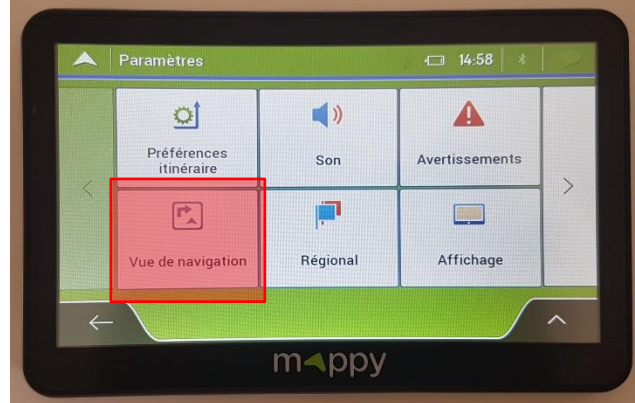 Paramètres
14:58
Préférences
itinéraire
Son
Avertissements
Vue de navigation
Régional
Affichage
mappy